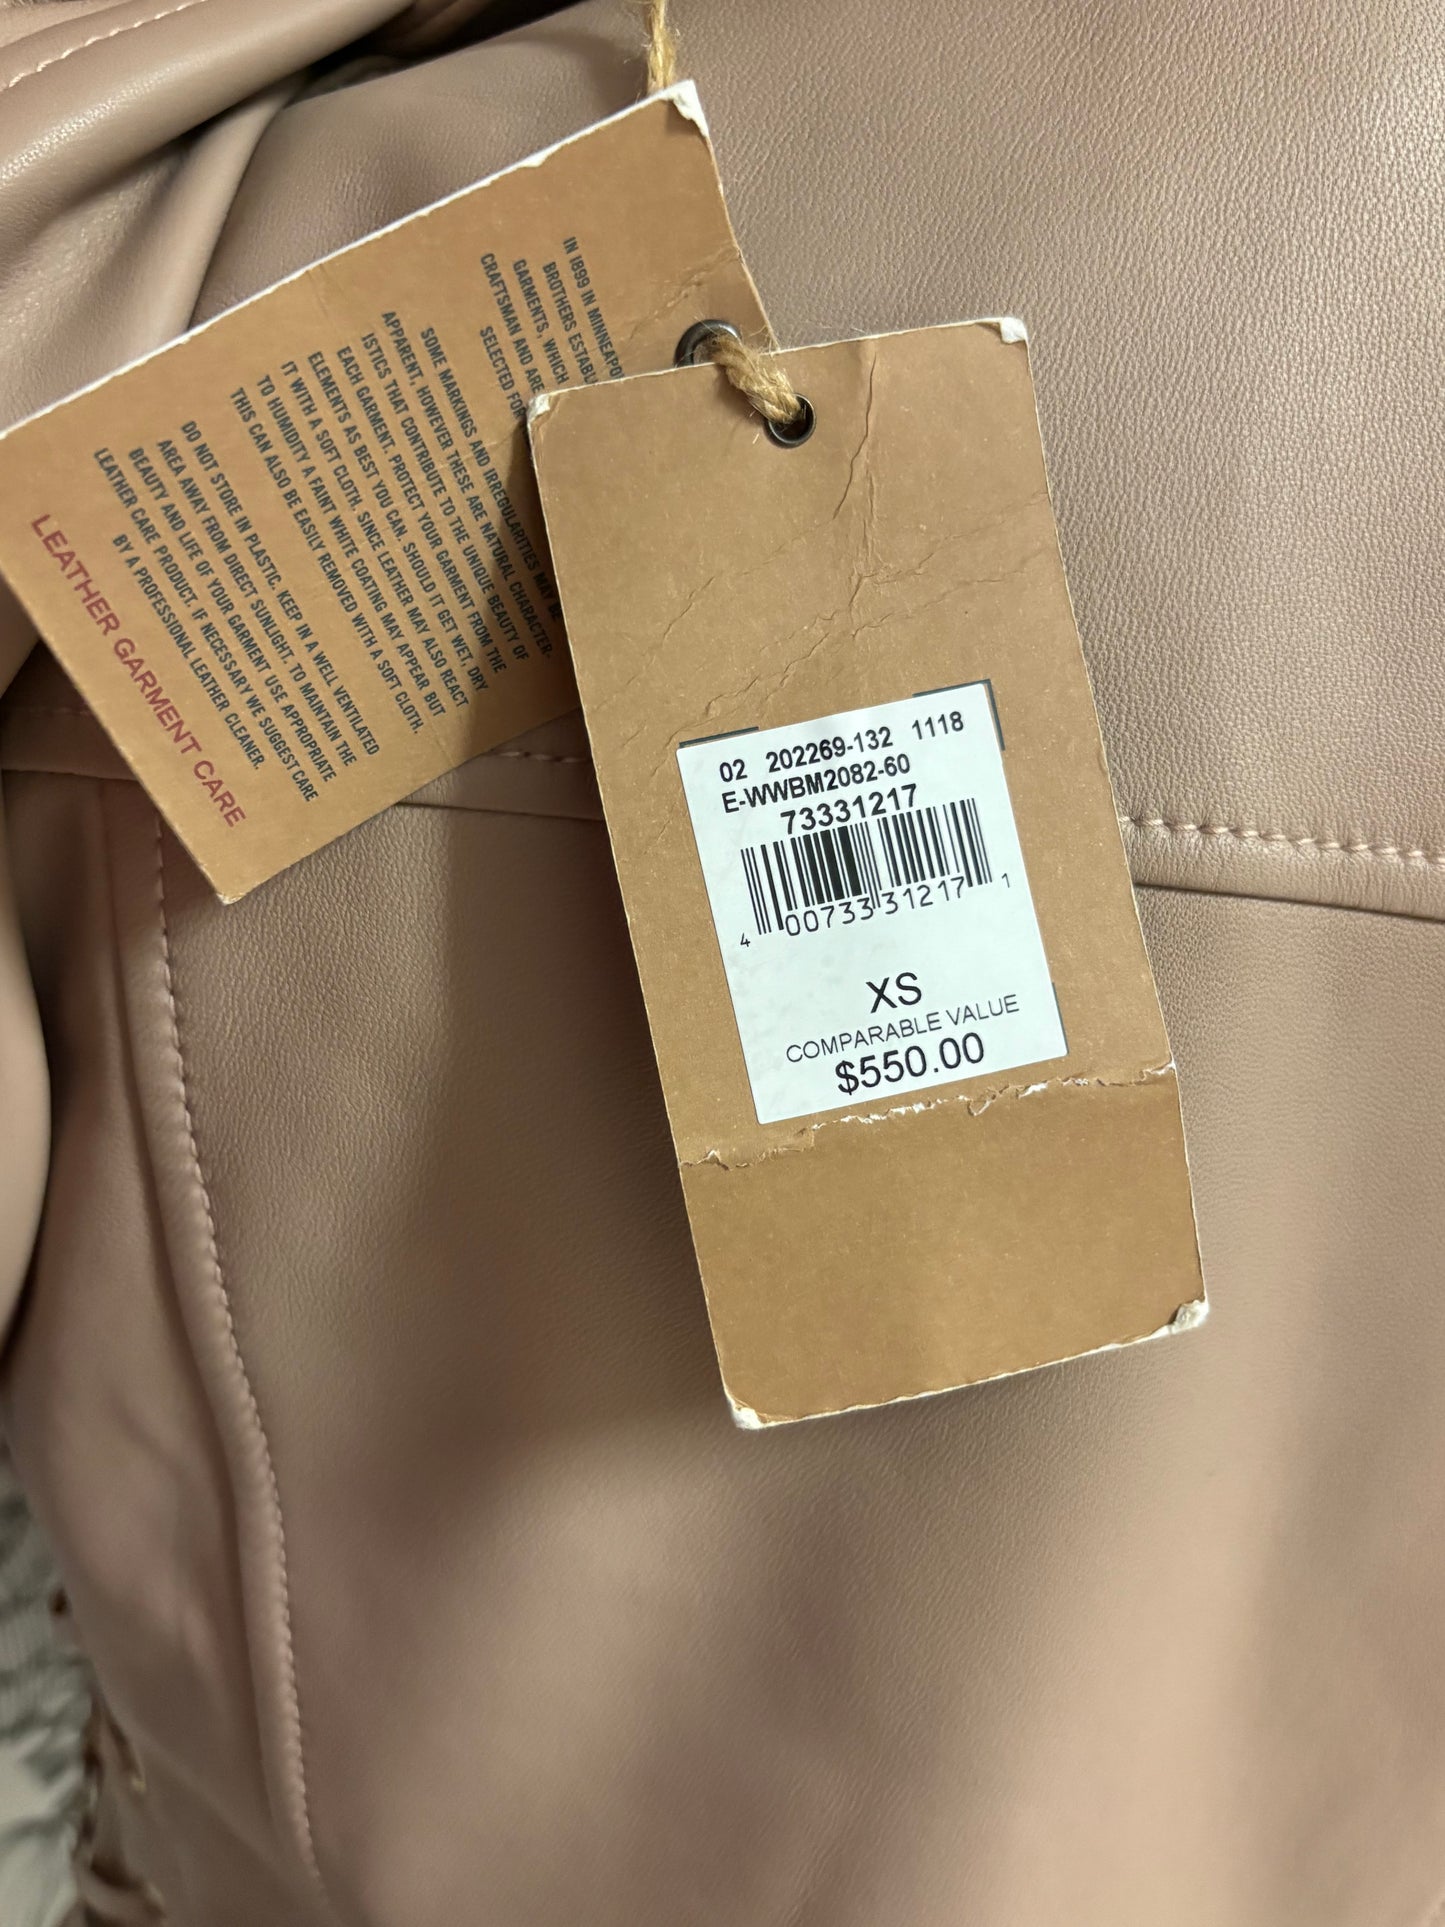 IN 1899 IN
BROTHERS ESTABL
GARMENTS, WHICH
CRAFTSMAN AND ARE
SELECTED FOR
SOME MARKINGS AND IRREGULARITIES MAY BE
APPARENT, HOWEVER THESE ARE NATURAL CHARACTER-
ISTICS THAT CONTRIBUTE TO THE UNIQUE BEAUTY OF
EACH GARMENT. PROTECT YOUR GARMENT FROM THE
ELEMENTS AS BEST YOU CAN. SHOULD IT GET WET, DRY
IT WITH A SOFT CLOTH. SINCE LEATHER MAY ALSO REACT
TO HUMIDITY A FAINT WHITE COATING MAY APPEAR BUT
THIS CAN ALSO BE EASILY REMOVED WITH A SOFT CLOTH.
DO NOT STORE IN PLASTIC. KEEP IN A WELL VENTILATED
AREA AWAY FROM DIRECT SUNLIGHT. TO MAINTAIN THE
BEAUTY AND LIFE OF YOUR GARMENT USE APPROPRIATE
LEATHER CARE PRODUCT. IF NECESSARY WE SUGGEST CARE
BY A PROFESSIONAL LEATHER CLEANER.
LEATHER GARMENT CARE
02 202269-132 1118
E-WWBM2082-60
73331217
4 00733 31217 1
XS
COMPARABLE VALUE
$550.00